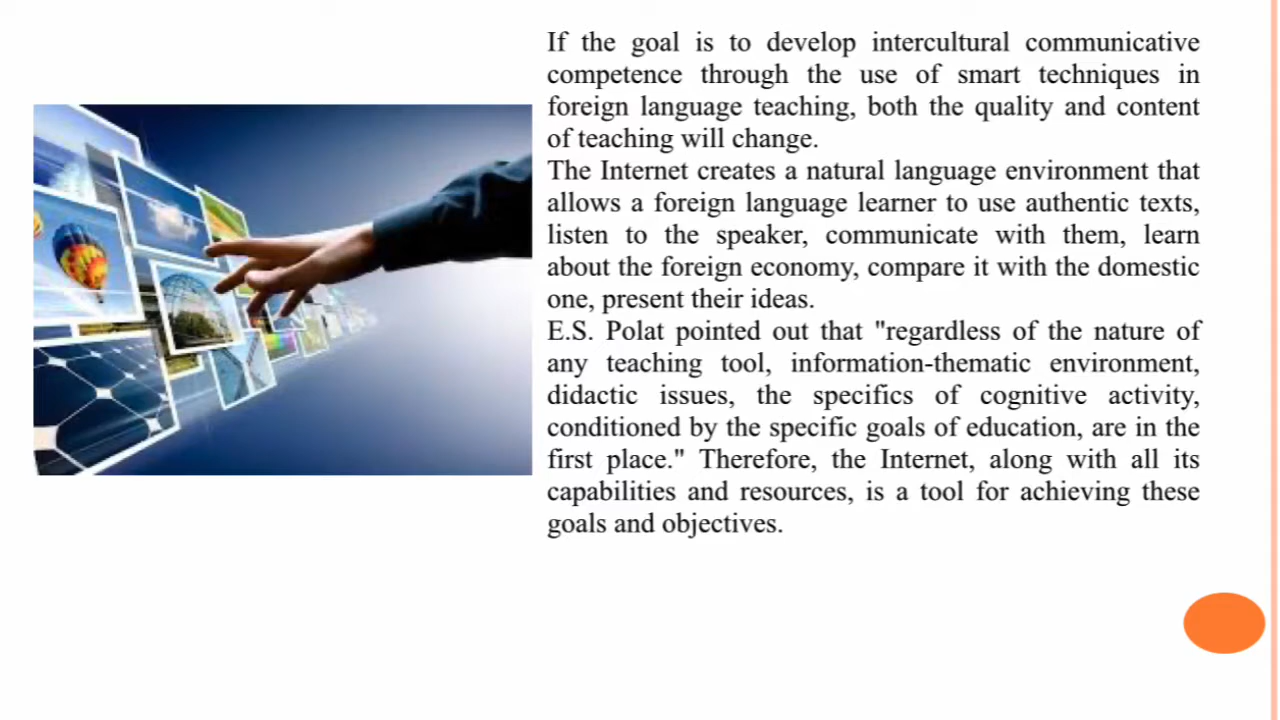 If the goal is to develop intercultural communicative
competence through the use of smart techniques in
foreign language teaching, both the quality and content
of teaching will change.
The Internet creates a natural language environment that
allows a foreign language learner to use authentic texts,
listen to the speaker, communicate with them, learn
about the foreign economy, compare it with the domestic
one, present their ideas.
E.S. Polat pointed out that "regardless of the nature of
any teaching tool, information-thematic environment,
didactic issues, the specifics of cognitive activity,
conditioned by the specific goals of education, are in the
first place." Therefore, the Internet, along with all its
capabilities and resources, is a tool for achieving these
goals and objectives.